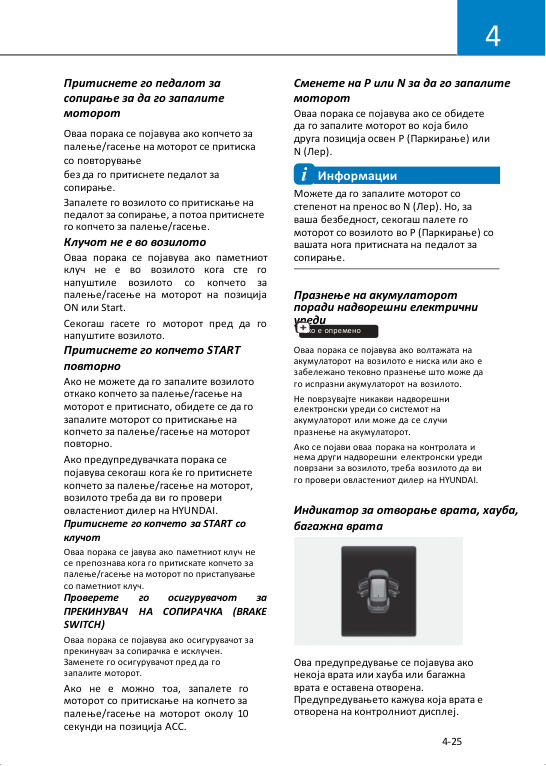 4
Притиснете го педалот за
сопирање за да го запалите
моторот
Оваа порака се појавува ако копчето за
палење/гасење на моторот се притиска
со повторување
без да го притиснете педалот за
сопирање.
Запалете го возилото со притискање на
педалот за сопирање, а потоа притиснете
го копчето за палење/гасење.
Клучот не е во возилото
Оваа порака се појавува ако паметниот
клуч не е во возилото кога сте го
напуштиле возилото со копчето за
палење/гасење на моторот на позиција
ON или Start.
Секогаш гасете го моторот пред да го
напуштите возилото.
Притиснете го копчето START
повторно
Ако не можете да го запалите возилото
откако копчето за палење/гасење на
моторот е притиснато, обидете се да го
запалите моторот со притискање на
копчето за палење/гасење на моторот
повторно.
Ако предупредувачката порака се
појавува секогаш кога ќе го притиснете
копчето за палење/гасење на моторот,
возилото треба да ви го провери
овластениот дилер на HYUNDAI.
Притиснете го копчето за START со
клучот
Оваа порака се јавува ако паметниот клуч не
се препознава кога го притискате копчето за
палење/гасење на моторот по пристапување
со паметниот клуч.
Проверете го осигурувачот за
ПРЕКИНУВАЧ НА СОПИРАЧКА (BRAKE
SWITCH)
Оваа порака се појавува ако осигурувачот за
прекинувач за сопирачка е исклучен.
Заменете го осигурувачот пред да го
запалите моторот.
Ако не е можно тоа, запалете го
моторот со притискање на копчето за
палење/гасење на моторот околу 10
секунди на позиција ACC.
Сменете на P или N за да го запалите
моторот
Оваа порака се појавува ако се обидете
да го запалите моторот во која било
друга позиција освен P (Паркирање) или
N (Лер).
i Информации
Можете да го запалите моторот со
степенот на пренос во N (Лер). Но, за
ваша безбедност, секогаш палете го
моторот со возилото во P (Паркирање) со
вашата нога притисната на педалот за
сопирање.
Празнење на акумулаторот
поради надворешни електрични
уреди
ко е опремено
Оваа порака се појавува ако волтажата на
акумулаторот на возилото е ниска или ако е
забележано тековно празнење што може да
го испразни акумулаторот на возилото.
Не поврзувајте никакви надворешни
електронски уреди со системот на
акумулаторот или може да се случи
празнење на акумулаторот.
Ако се појави оваа порака на контролата и
нема други надворешни електронски уреди
поврзани за возилото, треба возилото да ви
го провери овластениот дилер на HYUNDAI.
Индикатор за отворање врата, хауба,
багажна врата
Ова предупредување се појавува ако
некоја врата или хауба или багажна
врата е оставена отворена.
Предупредувањето кажува која врата е
отворена на контролниот дисплеј.
4-25